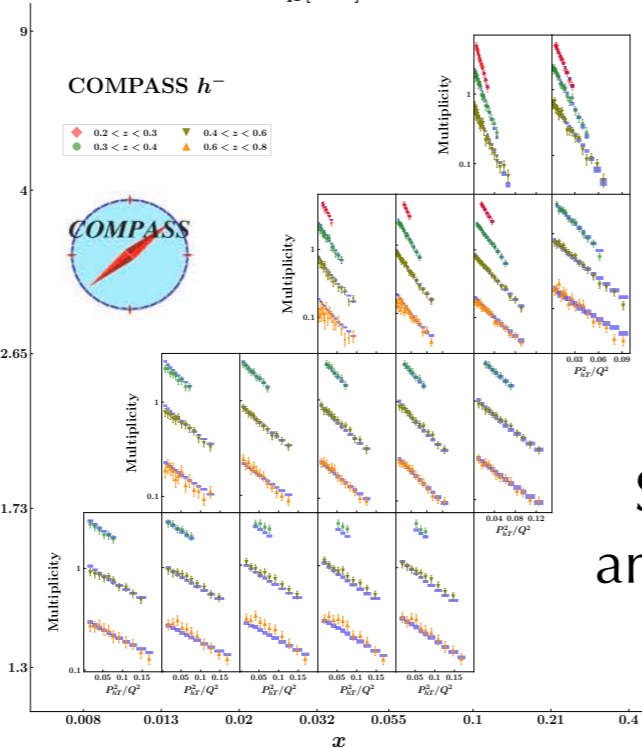 9
COMPASS h⁻
0.2 < z < 0.3
0.4 < z < 0.6
0.3 < z < 0.4
0.6 < z < 0.8
Multiplicity
1
0.1
4
COMPASS
Multiplicity
1
0.1
0.03 0.06 0.09
P²hT/Q²
2.65
Multiplicity
1
0.1
0.04 0.08 0.12
P²hT/Q²
1.73
Multiplicity
1
0.1
an
1.3
0.05 0.1 0.15
0.05 0.1 0.15
0.05 0.1 0.15
0.05 0.1 0.15
0.05 0.1 0.15
P²hT/Q²
P²hT/Q²
P²hT/Q²
P²hT/Q²
P²hT/Q²
0.008 0.013 0.02 0.032 0.055 0.1 0.21 0.4
x